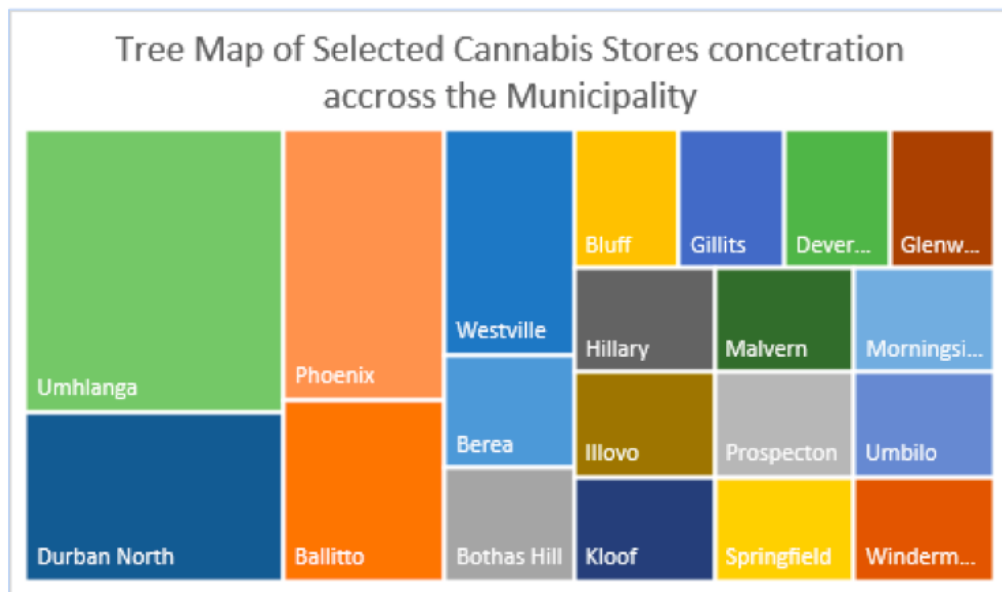 Tree Map of Selected Cannabis Stores concetration
accross the Municipality
Umhlanga
Durban North
Phoenix
Ballitto
Westville
Berea
Bothas Hill
Bluff
Gillits
Dever...
Glenw...
Hillary
Malvern
Morningsi...
Illovo
Prospecton
Umbilo
Kloof
Springfield
Winderm...